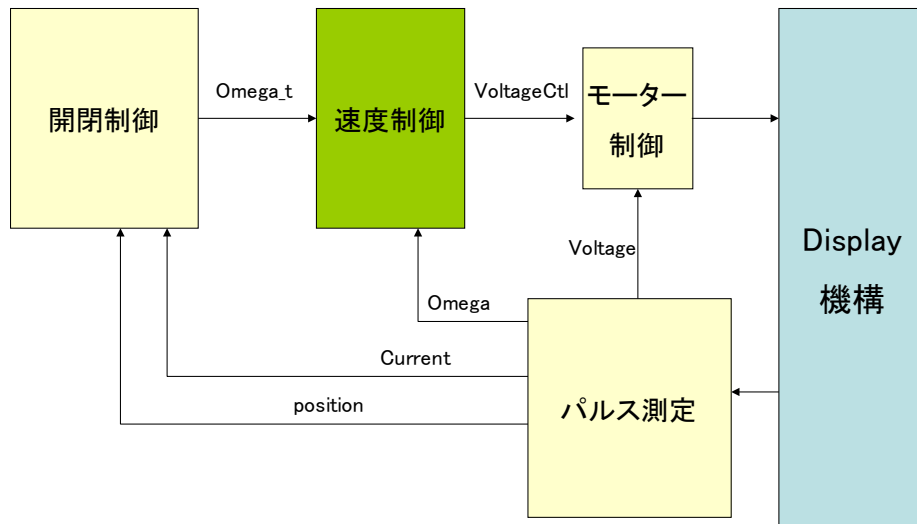 開閉制御
Omega_t
速度制御
VoltageCtl
モーター
制御
Display
機構
Voltage
Omega
Current
position
パルス測定